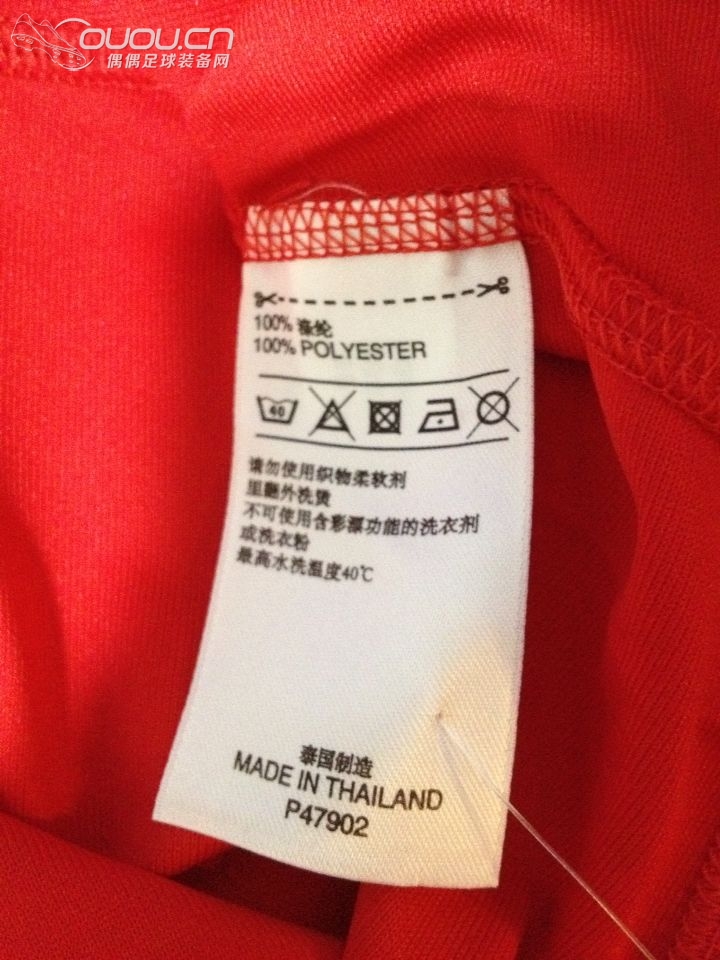 ouou.cn
偶偶足球装备网
100% 涤纶
100% POLYESTER
40
请勿使用织物柔软剂
里翻外洗烫
不可使用含彩漂功能的洗衣剂
或洗衣粉
最高水洗温度40℃
泰国制造
MADE IN THAILAND
P47902